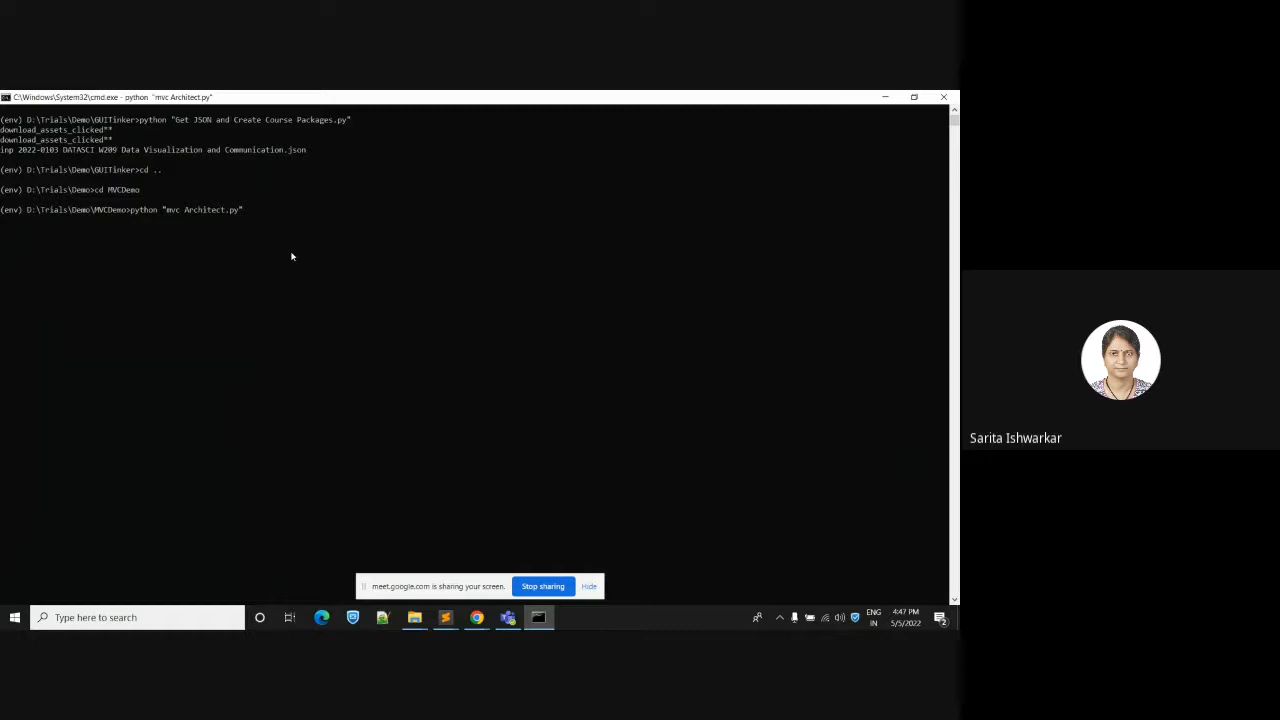 C:\Windows\System32\cmd.exe - python "mvc Architect.py"
(env) D:\Trials\Demo\GUITinker>python "Get JSON and Create Course Packages.py"
download_assets_clicked**
download_assets_clicked**
inp 2022-0103 DATASCI W209 Data Visualization and Communication.json
(env) D:\Trials\Demo\GUITinker>cd ..
(env) D:\Trials\Demo>cd MVCDemo
(env) D:\Trials\Demo\MVCDemo>python "mvc Architect.py"
Sarita Ishwarkar
meet.google.com is sharing your screen. Stop sharing Hide
Type here to search
ENG 4:47 PM
IN 5/5/2022 2